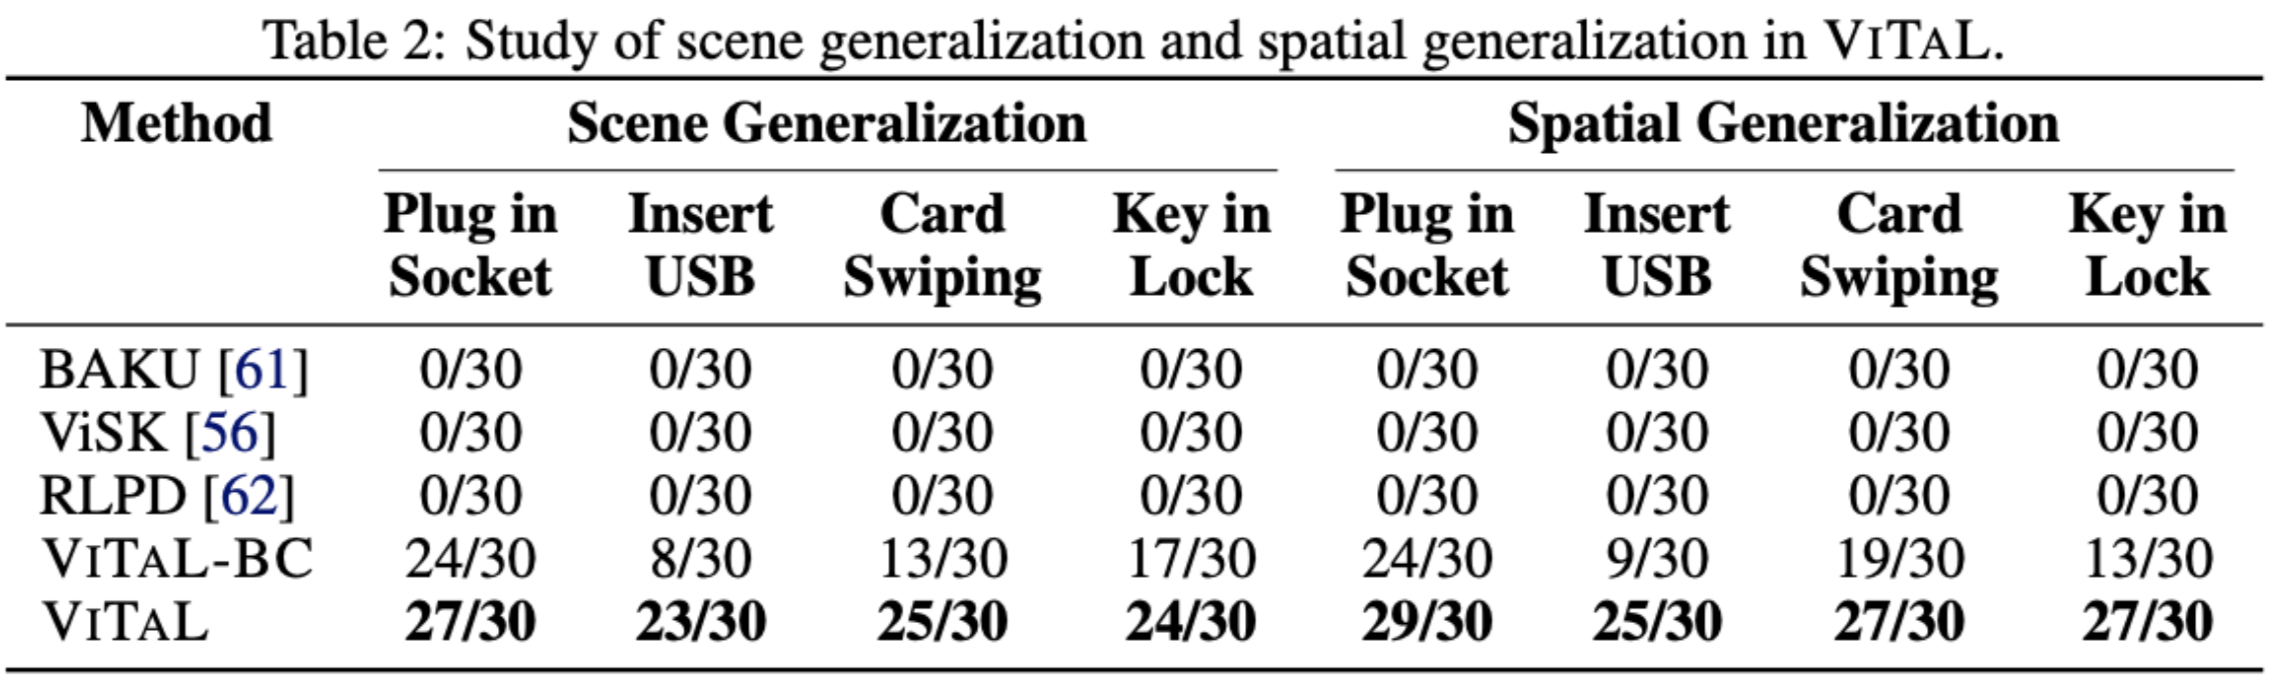 Table 2: Study of scene generalization and spatial generalization in VITAL.
Method Scene Generalization Spatial Generalization
Plug in Insert Card Key in Plug in Insert Card Key in
Socket USB Swiping Lock Socket USB Swiping Lock
BAKU [61] 0/30 0/30 0/30 0/30 0/30 0/30 0/30 0/30
ViSK [56] 0/30 0/30 0/30 0/30 0/30 0/30 0/30 0/30
RLPD [62] 0/30 0/30 0/30 0/30 0/30 0/30 0/30 0/30
VITAL-BC 24/30 8/30 13/30 17/30 24/30 9/30 19/30 13/30
VITAL 27/30 23/30 25/30 24/30 29/30 25/30 27/30 27/30